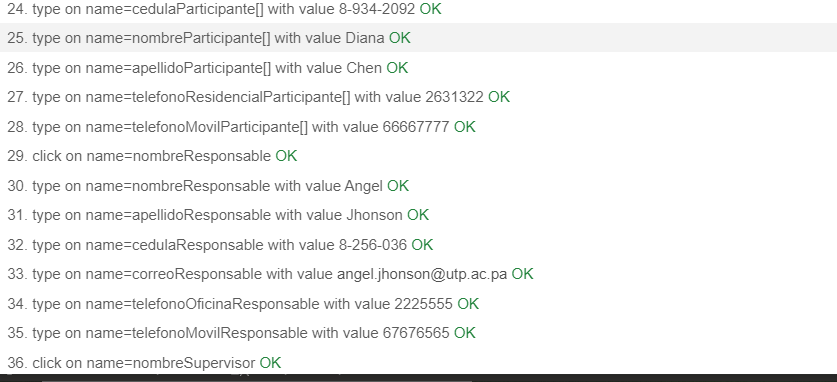 24. type on name=cedulaParticipante[] with value 8-934-2092 OK
25. type on name=nombreParticipante[] with value Diana OK
26. type on name=apellidoParticipante[] with value Chen OK
27. type on name=telefonoResidencialParticipante[] with value 2631322 OK
28. type on name=telefonoMovilParticipante[] with value 66667777 OK
29. click on name=nombreResponsable OK
30. type on name=nombreResponsable with value Angel OK
31. type on name=apellidoResponsable with value Jhonson OK
32. type on name=cedulaResponsable with value 8-256-036 OK
33. type on name=correoResponsable with value angel.jhonson@utp.ac.pa OK
34. type on name=telefonoOficinaResponsable with value 2225555 OK
35. type on name=telefonoMovilResponsable with value 67676565 OK
36. click on name=nombreSupervisor OK